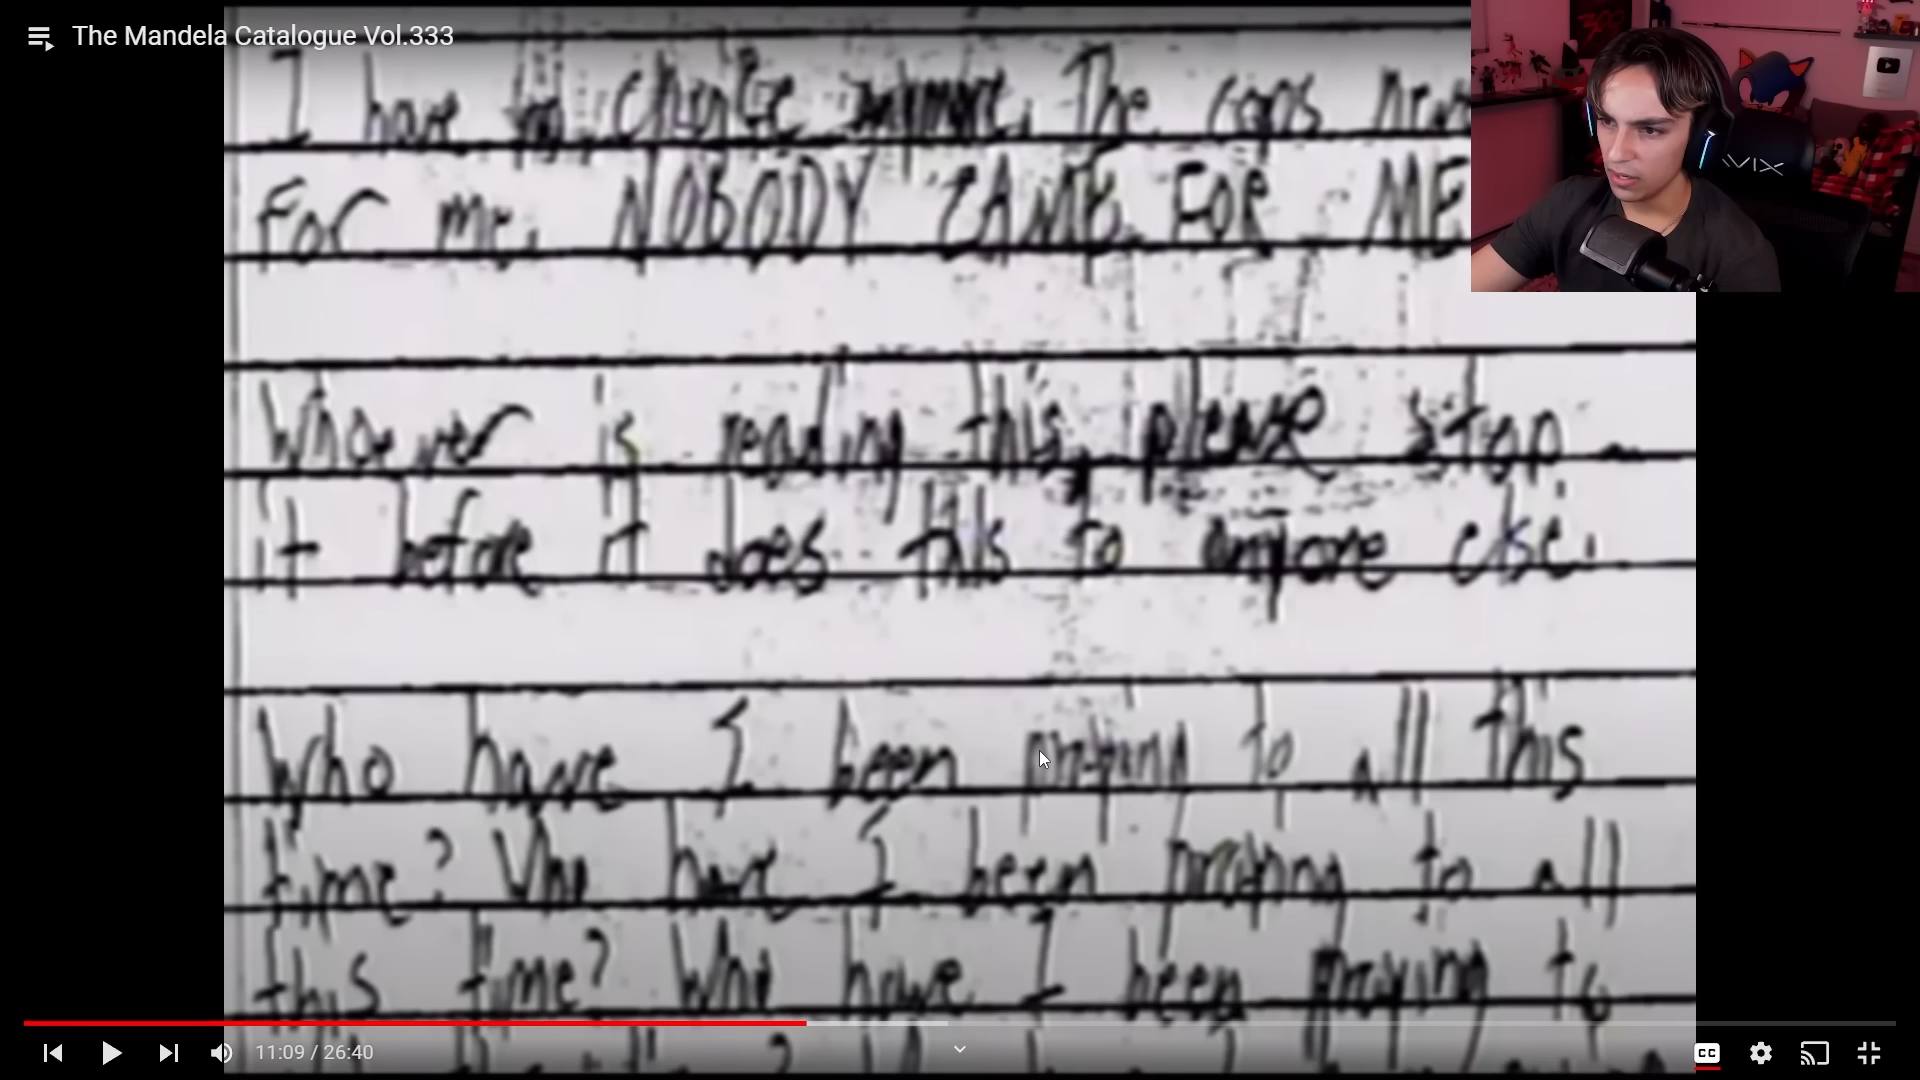 The Mandela Catalogue Vol.333
I have no choice anymore. The cops never
For me. NOBODY CAME FOR ME
Whoever is reading this, please stop
it before it does this to anyone else.
Who have I been praying to all this
time? Who have I been praying to all
this time? Who have I been praying to
11:09 / 26:40
CC